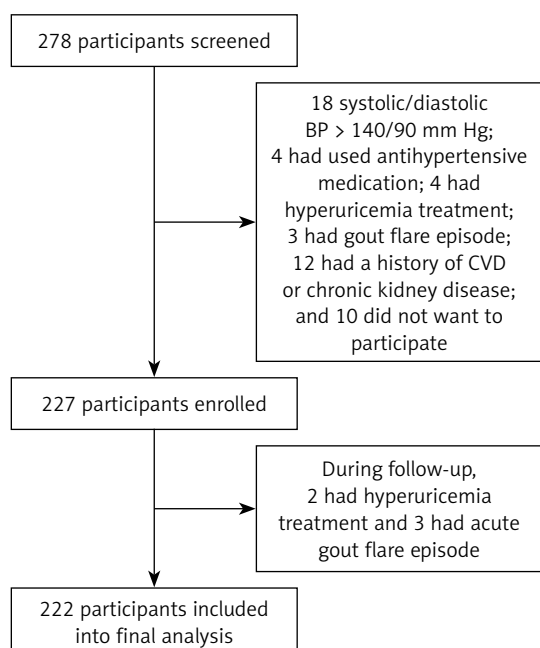 278 participants screened
18 systolic/diastolic
BP > 140/90 mm Hg;
4 had used antihypertensive
medication; 4 had
hyperuricemia treatment;
3 had gout flare episode;
12 had a history of CVD
or chronic kidney disease;
and 10 did not want to
participate
227 participants enrolled
During follow-up,
2 had hyperuricemia
treatment and 3 had acute
gout flare episode
222 participants included
into final analysis